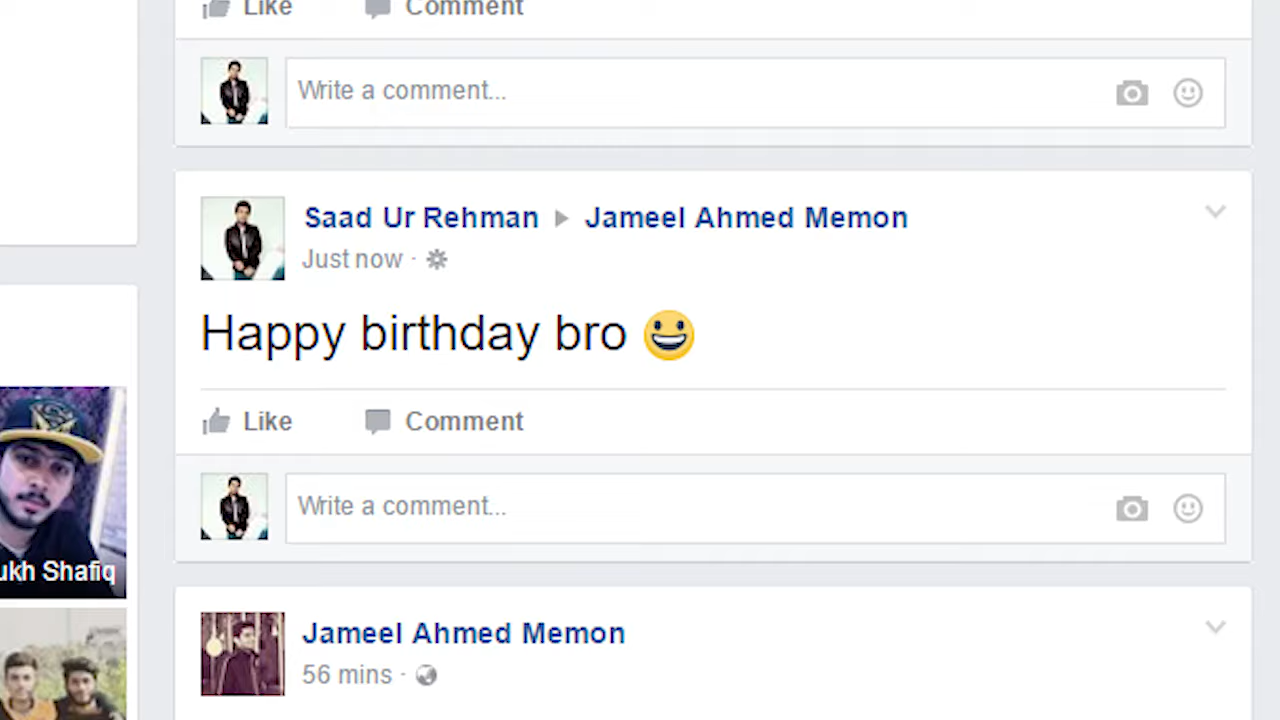 Like Comment
Write a comment...
Saad Ur Rehman Jameel Ahmed Memon
Just now ·
Happy birthday bro 😀
Like Comment
Write a comment...
Shafiq
Jameel Ahmed Memon
56 mins ·